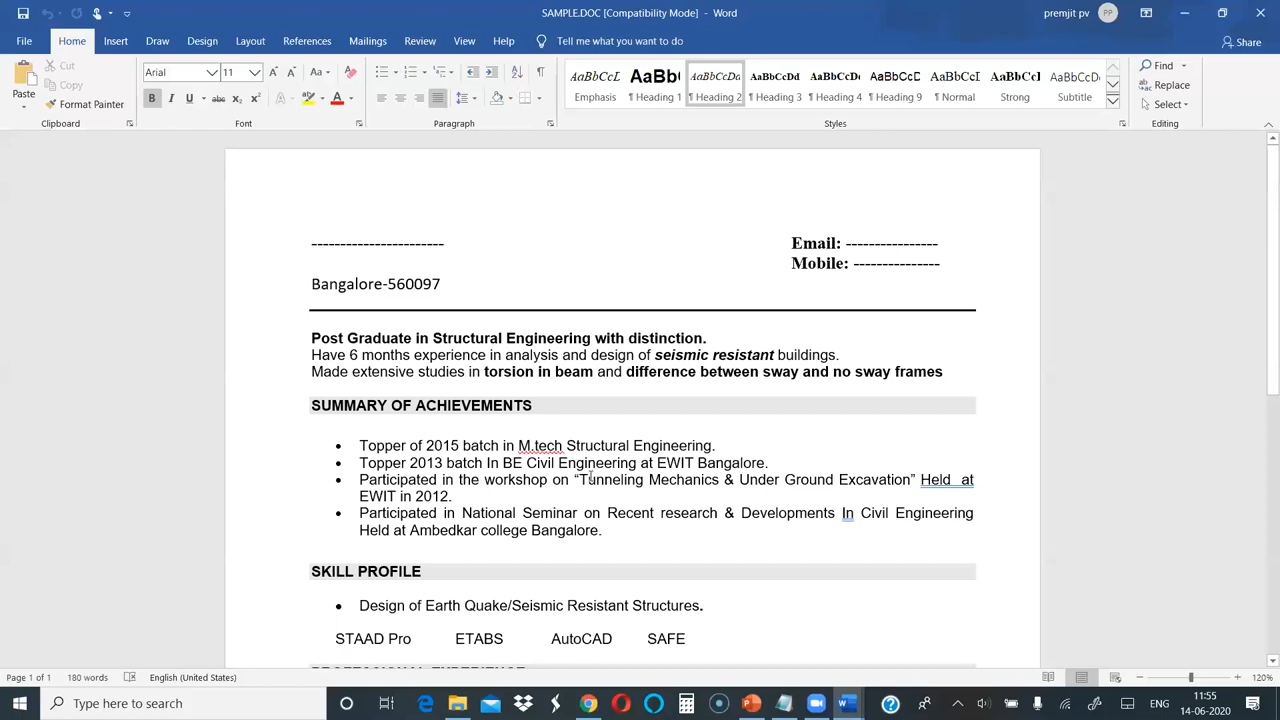 SAMPLE.DOC [Compatibility Mode] - Word
premjit pv
File Home Insert Draw Design Layout References Mailings Review View Help Tell me what you want to do
Share
Paste
Cut
Copy
Format Painter
Arial 11
AaBbCcL AaBb( AaBbCcDa AaBbCcDd AaBbCcDc AaBbCcD AaBbCcDd AaBbCcD AaBbCcD
Emphasis ¶ Heading 1 ¶ Heading 2 ¶ Heading 3 ¶ Heading 4 ¶ Heading 9 ¶ Normal Strong Subtitle
Find
Replace
Select
Clipboard Font Paragraph Styles Editing
----------------------- Email: ----------------
Mobile: ---------------
Bangalore-560097
Post Graduate in Structural Engineering with distinction.
Have 6 months experience in analysis and design of seismic resistant buildings.
Made extensive studies in torsion in beam and difference between sway and no sway frames
SUMMARY OF ACHIEVEMENTS
• Topper of 2015 batch in M.tech Structural Engineering.
• Topper 2013 batch In BE Civil Engineering at EWIT Bangalore.
• Participated in the workshop on “Tunneling Mechanics & Under Ground Excavation” Held at
EWIT in 2012.
• Participated in National Seminar on Recent research & Developments In Civil Engineering
Held at Ambedkar college Bangalore.
SKILL PROFILE
• Design of Earth Quake/Seismic Resistant Structures.
STAAD Pro ETABS AutoCAD SAFE
PROFESSIONAL EXPERIENCE
Page 1 of 1 180 words English (United States) 120%
Type here to search
ENG
11:55
14-06-2020